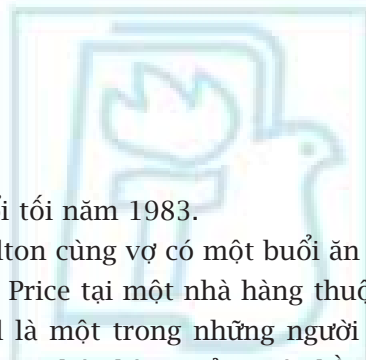 i tối năm 1983.
lton cùng vợ có một buổi ăn
Price tại một nhà hàng thuộ
là một trong những người